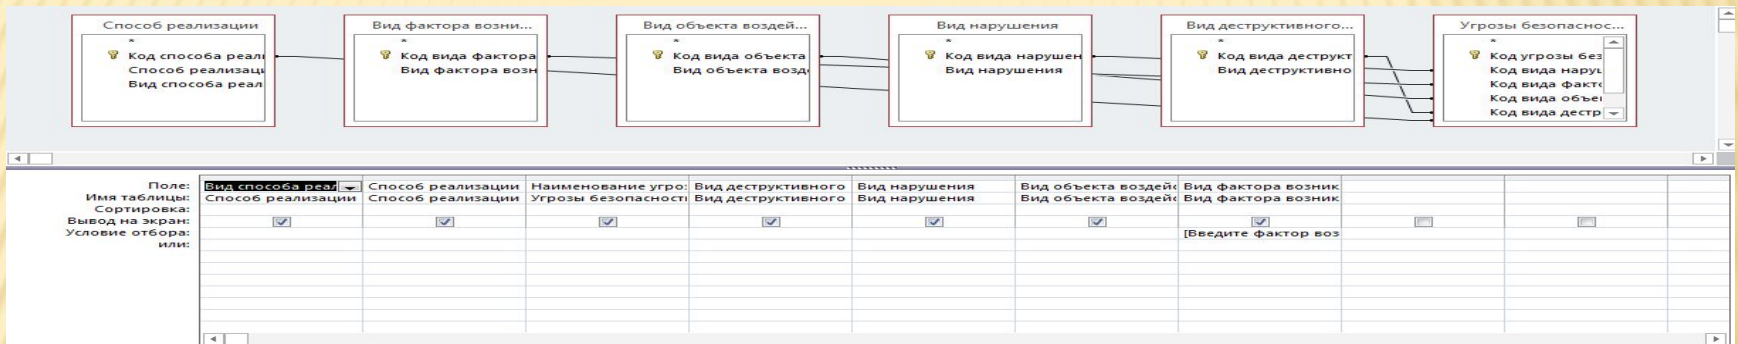 Способ реализации
*
Код способа реали
Способ реализаць
Вид способа реал
Вид фактора возни...
*
Код вида фактора
Вид фактора возн
Вид объекта воздей...
*
Код вида объекта
Вид объекта возд
Вид нарушения
*
Код вида нарушен
Вид нарушения
Вид деструктивного...
*
Код вида деструкт
Вид деструктивно
Угрозы безопаснос...
*
Код угрозы без
Код вида наруц
Код вида факто
Код вида объеı
Код вида дестр
Поле: Вид способа реал Способ реализации Наименование угро: Вид деструктивного Вид нарушения Вид объекта воздей Вид фактора возник
Имя таблицы: Способ реализации Способ реализации Угрозы безопасност Вид деструктивного Вид нарушения Вид объекта воздей Вид фактора возник
Сортировка:
Вывод на экран:
Условие отбора: [Введите фактор воз
или: